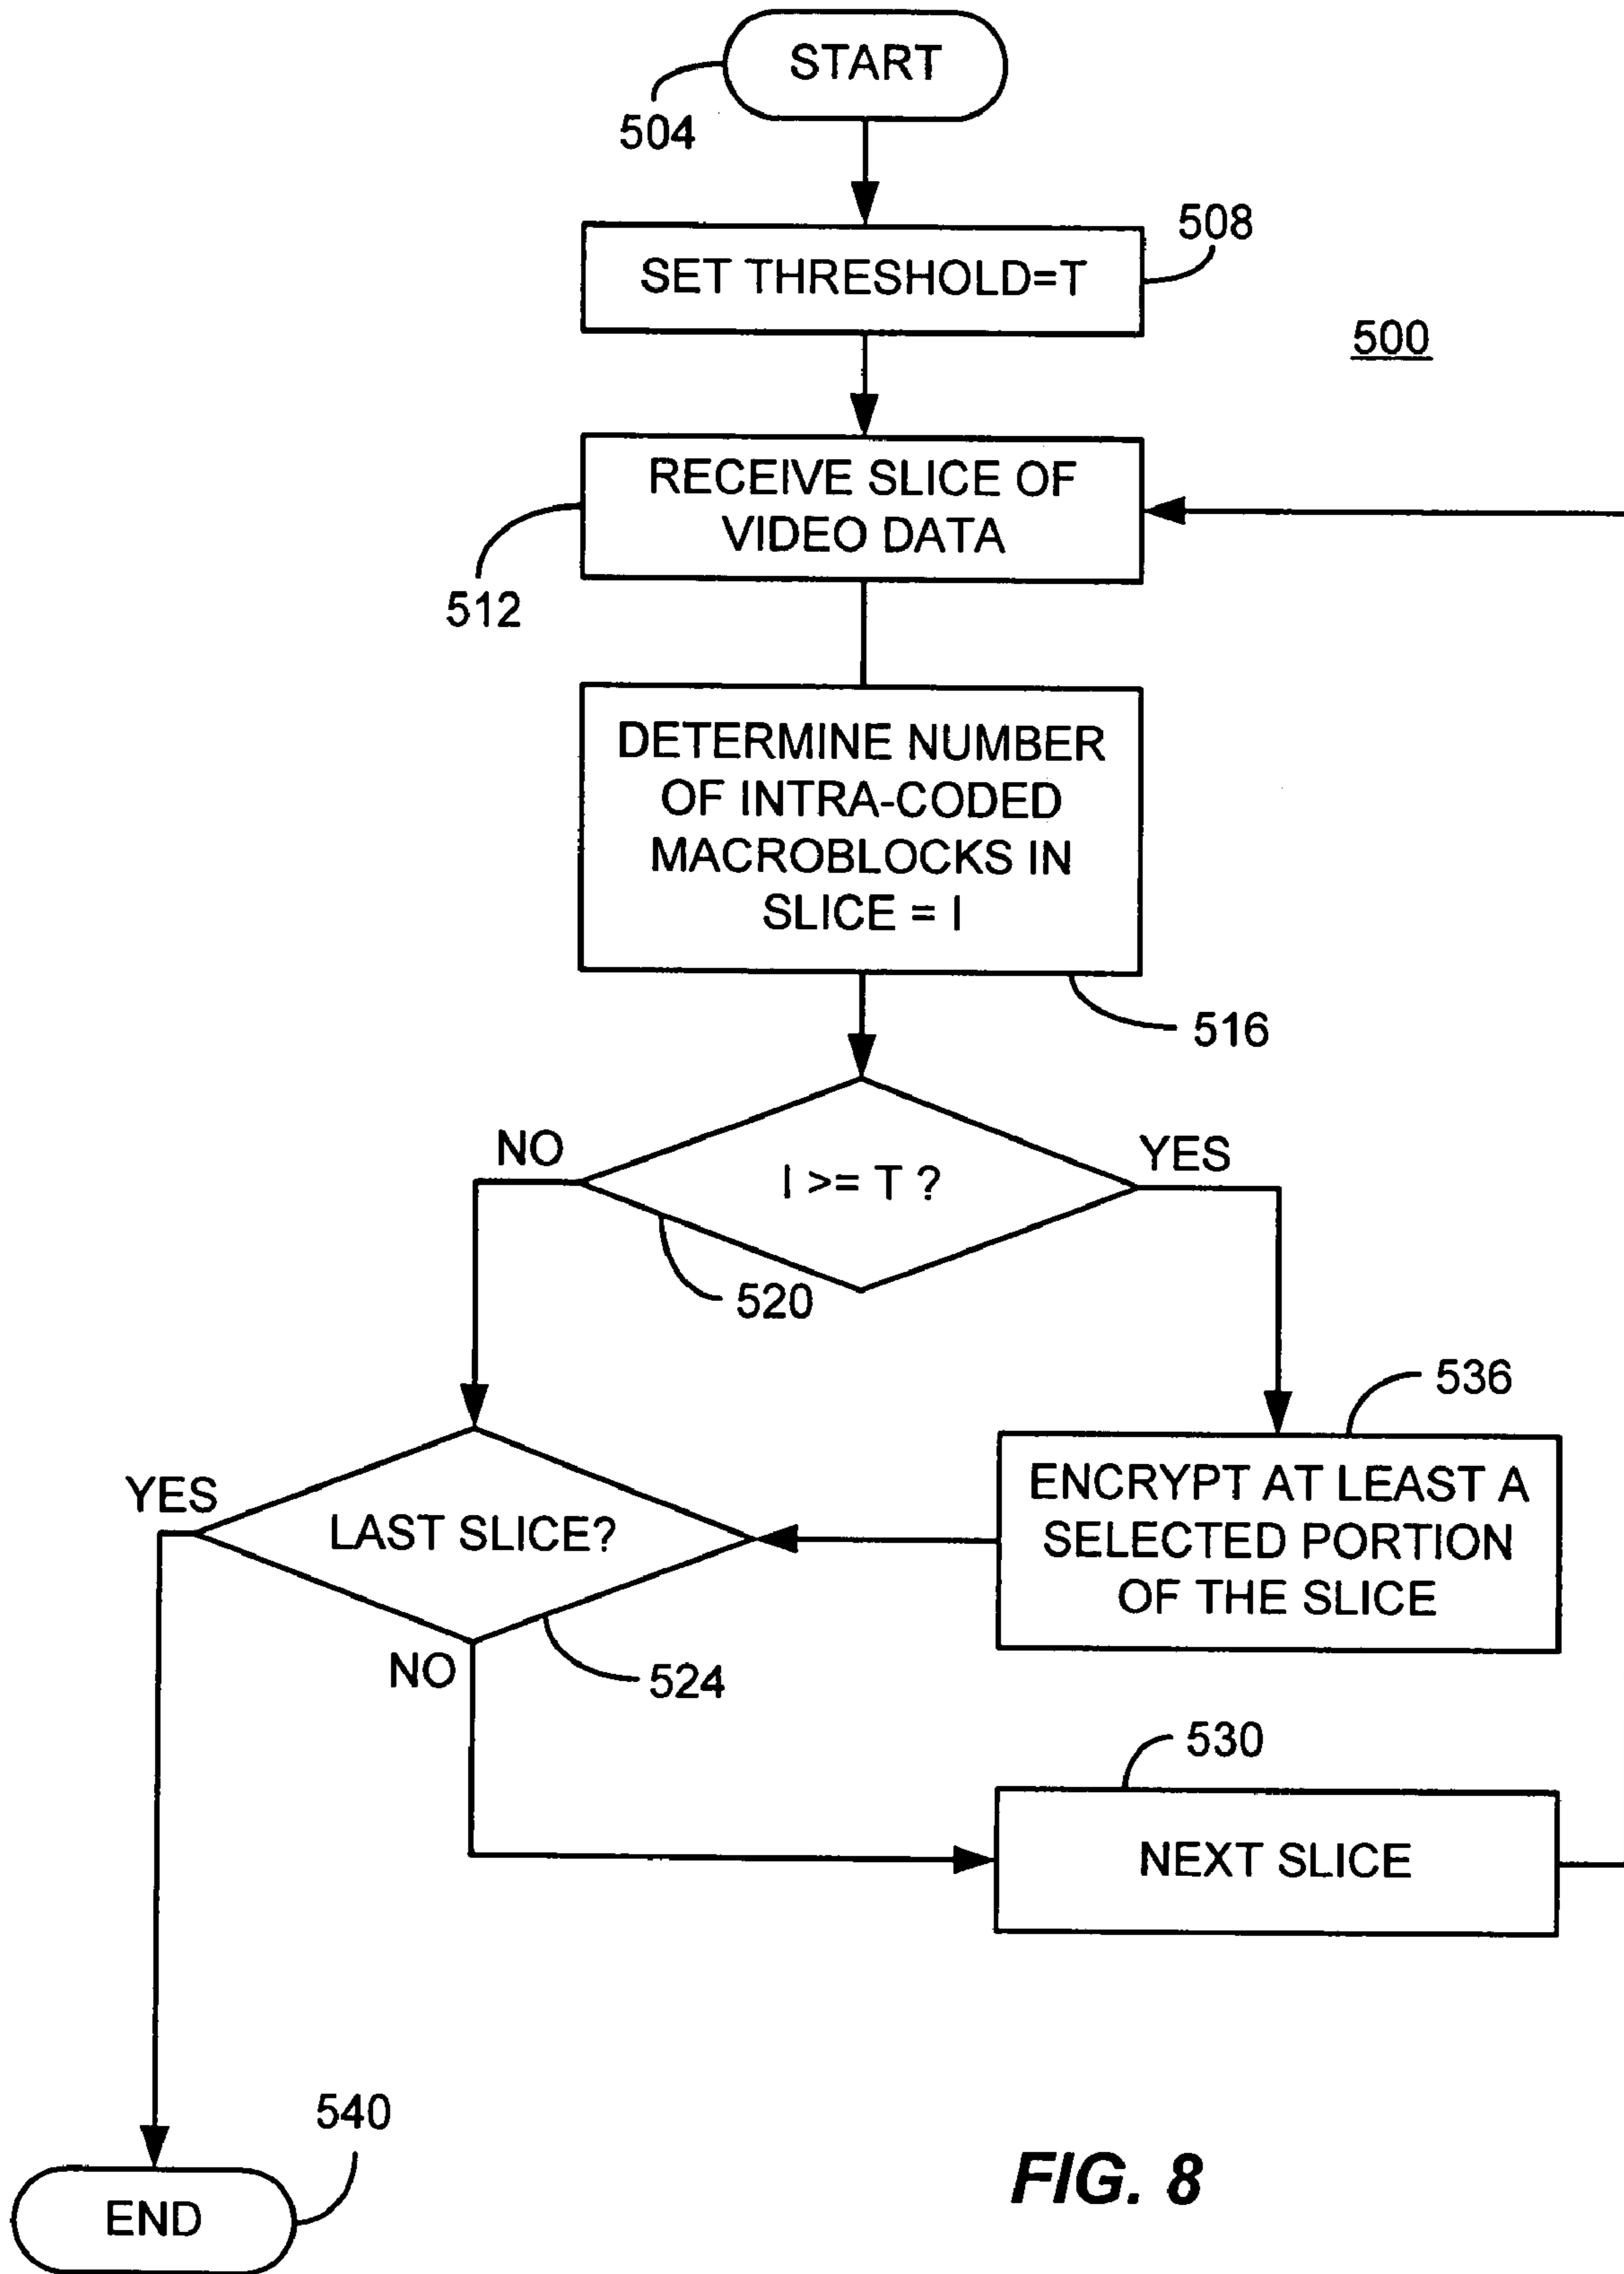 START
504
508
SET THRESHOLD=T
500
RECEIVE SLICE OF
VIDEO DATA
512
DETERMINE NUMBER
OF INTRA-CODED
MACROBLOCKS IN
SLICE = I
516
NO
YES
I >= T ?
520
536
YES
LAST SLICE?
ENCRYPT AT LEAST A
SELECTED PORTION
OF THE SLICE
NO
524
530
NEXT SLICE
540
END
FIG. 8